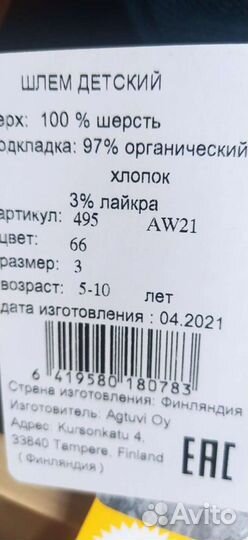 ШЛЕМ ДЕТСКИЙ
ерх: 100 % шерсть
одкладка: 97% органический
хлопок
3% лайкра
артикул: 495 AW21
цвет: 66
размер: 3
возраст: 5-10 лет
дата изготовления : 04.2021
6 419580 180783
Страна изготовления: Финляндия
Изготовитель: Agtuvi Oy
Адрес: Kursonkatu 4,
33840 Tampere, Finland
( Финляндия )
EAC
Avito